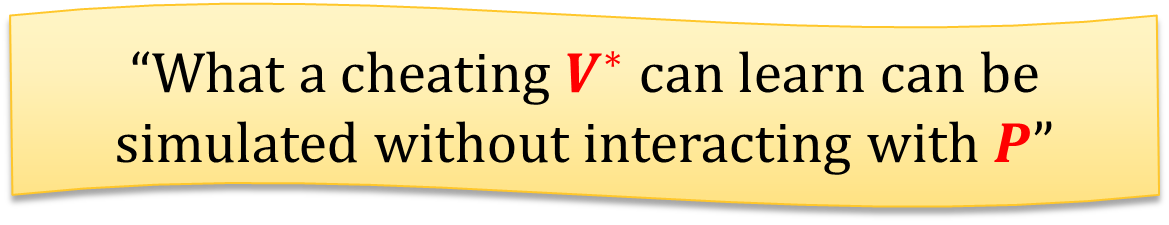 “What a cheating V* can learn can be
simulated without interacting with P”